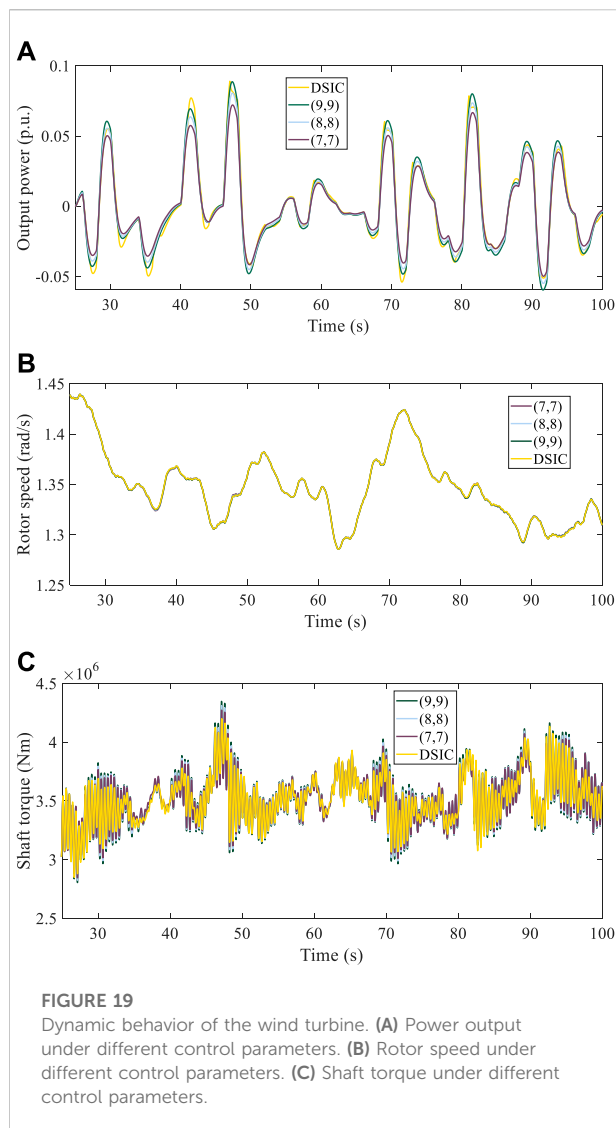 A
0.1
0.05
0
-0.05
Output power (p.u.)
DSIC
(9,9)
(8,8)
(7,7)
30 40 50 60 70 80 90 100
Time (s)
B
1.45
1.4
1.35
1.3
1.25
Rotor speed (rad/s)
(7,7)
(8,8)
(9,9)
DSIC
30 40 50 60 70 80 90 100
Time (s)
C
×10⁶
4.5
4
3.5
3
2.5
Shaft torque (Nm)
(9,9)
(8,8)
(7,7)
DSIC
30 40 50 60 70 80 90 100
Time (s)
FIGURE 19
Dynamic behavior of the wind turbine. (A) Power output
under different control parameters. (B) Rotor speed under
different control parameters. (C) Shaft torque under different
control parameters.